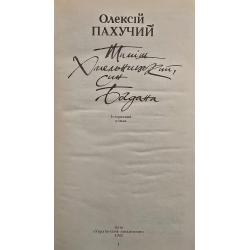 Олексій
ПАХУЧИЙ
Тиміш
Хмельницький,
син
Богдана
Історичний
роман